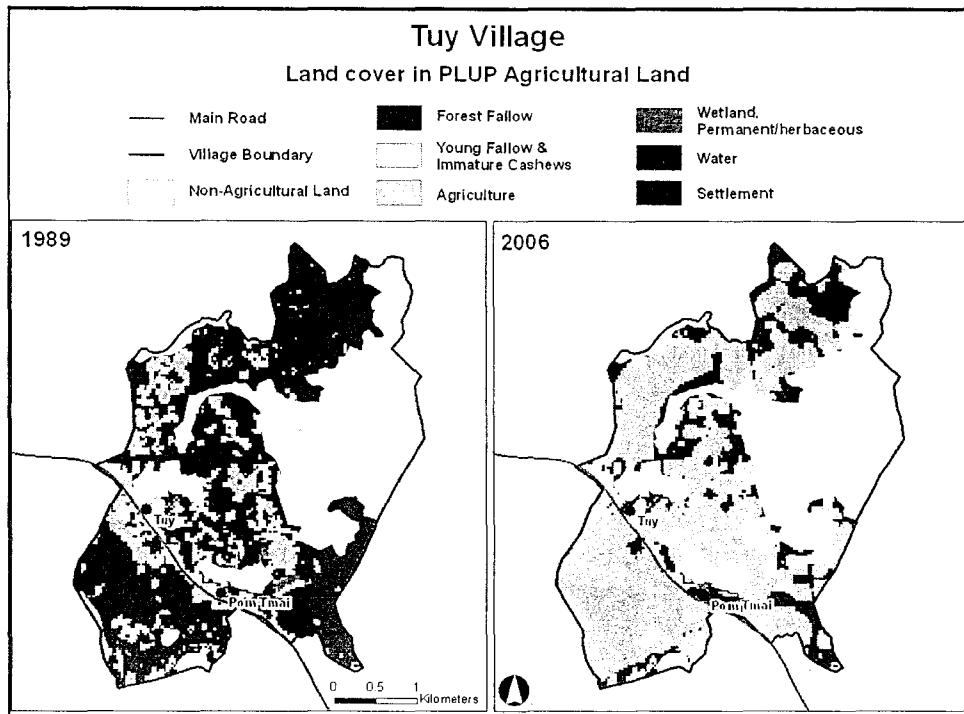 Tuy Village
Land cover in PLUP Agricultural Land
Main Road
Village Boundary
Non-Agricultural Land
Forest Fallow
Young Fallow &
Immature Cashews
Agriculture
Wetland,
Permanent/herbaceous
Water
Settlement
1989
Tuy
Pom Tmai
0 0.5 1
Kilometers
2006
Tuy
Pom Tmai